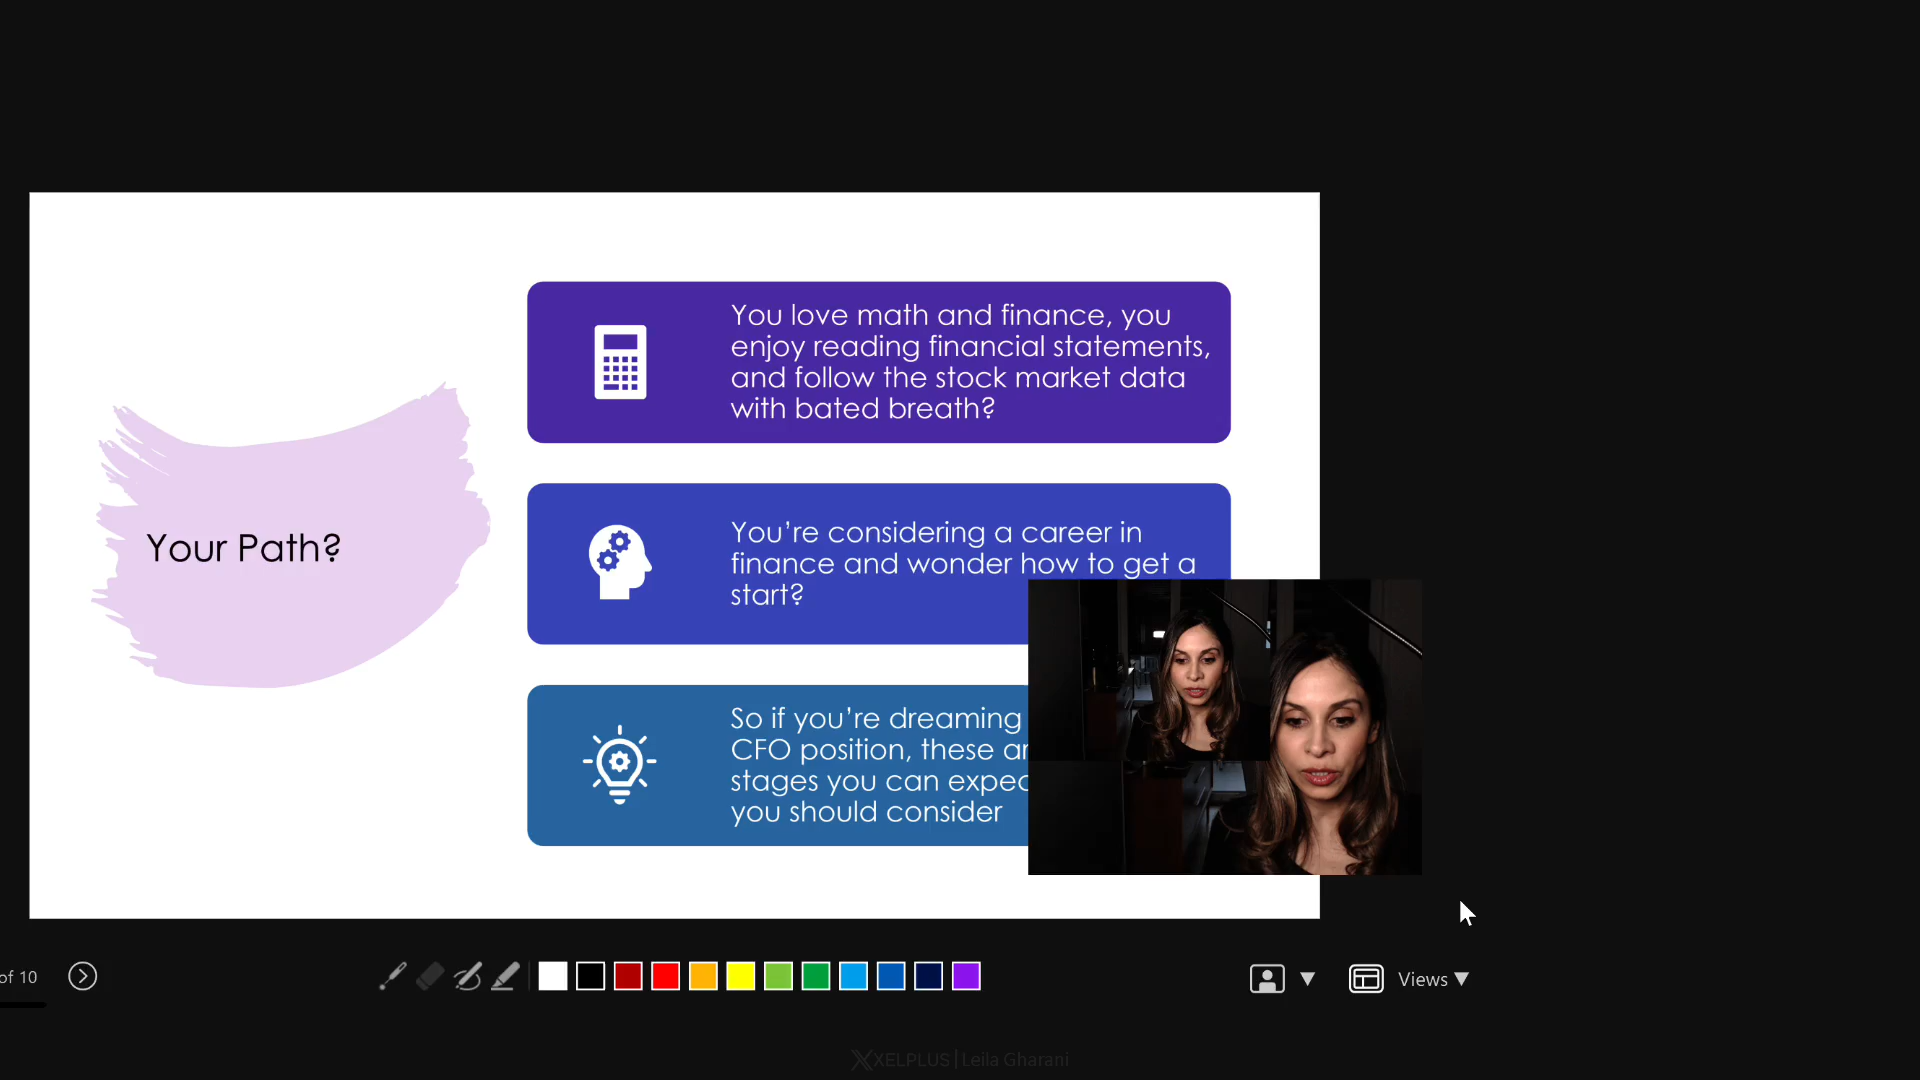 Your Path?
You love math and finance, you
enjoy reading financial statements,
and follow the stock market data
with bated breath?
You're considering a career in
finance and wonder how to get a
start?
So if you're dreaming
CFO position, these
stages you can
you should consider
of 10
Views
XELPLUS | Leila Gharani